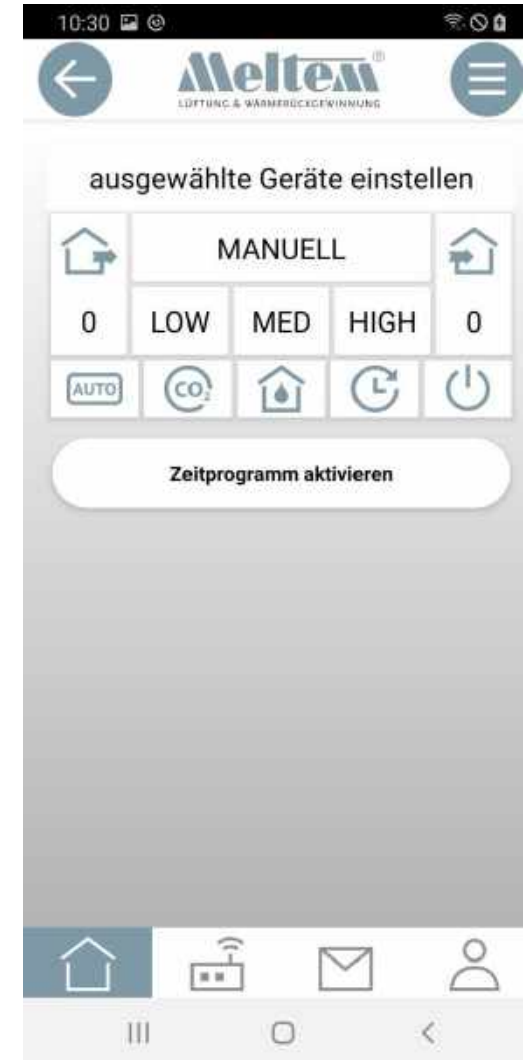 10:30
Meltem®
LÜFTUNG & WÄRMERÜCKGEWINNUNG
ausgewählte Geräte einstellen
MANUELL
0 LOW MED HIGH 0
AUTO CO₂
Zeitprogramm aktivieren